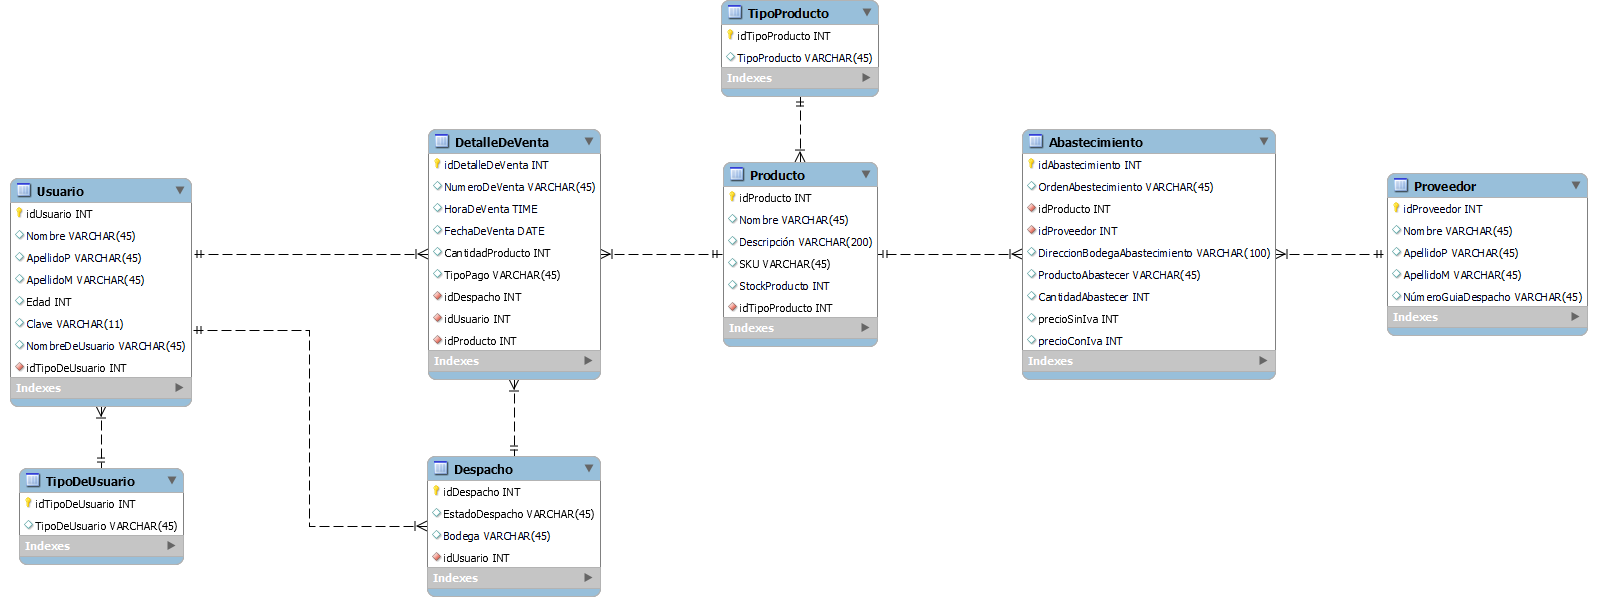 TipoProducto
idTipoProducto INT
TipoProducto VARCHAR(45)
Indexes
DetalleDeVenta
idDetalleDeVenta INT
NumeroDeVenta VARCHAR(45)
HoraDeVenta TIME
FechaDeVenta DATE
CantidadProducto INT
TipoPago VARCHAR(45)
idDespacho INT
idUsuario INT
idProducto INT
Indexes
Abastecimiento
idAbastecimiento INT
OrdenAbestecimiento VARCHAR(45)
idProducto INT
idProveedor INT
DireccionBodegaAbastecimiento VARCHAR(100)
ProductoAbastecer VARCHAR(45)
CantidadAbastecer INT
precioSinIva INT
precioConIva INT
Indexes
Producto
idProducto INT
Nombre VARCHAR(45)
Descripción VARCHAR(200)
SKU VARCHAR(45)
StockProducto INT
idTipoProducto INT
Indexes
Proveedor
idProveedor INT
Nombre VARCHAR(45)
ApellidoP VARCHAR(45)
ApellidoM VARCHAR(45)
NúmeroGuiaDespacho VARCHAR(45)
Indexes
Usuario
idUsuario INT
Nombre VARCHAR(45)
ApellidoP VARCHAR(45)
ApellidoM VARCHAR(45)
Edad INT
Clave VARCHAR(11)
NombreDeUsuario VARCHAR(45)
idTipoDeUsuario INT
Indexes
TipoDeUsuario
idTipoDeUsuario INT
TipoDeUsuario VARCHAR(45)
Indexes
Despacho
idDespacho INT
EstadoDespacho VARCHAR(45)
Bodega VARCHAR(45)
idUsuario INT
Indexes